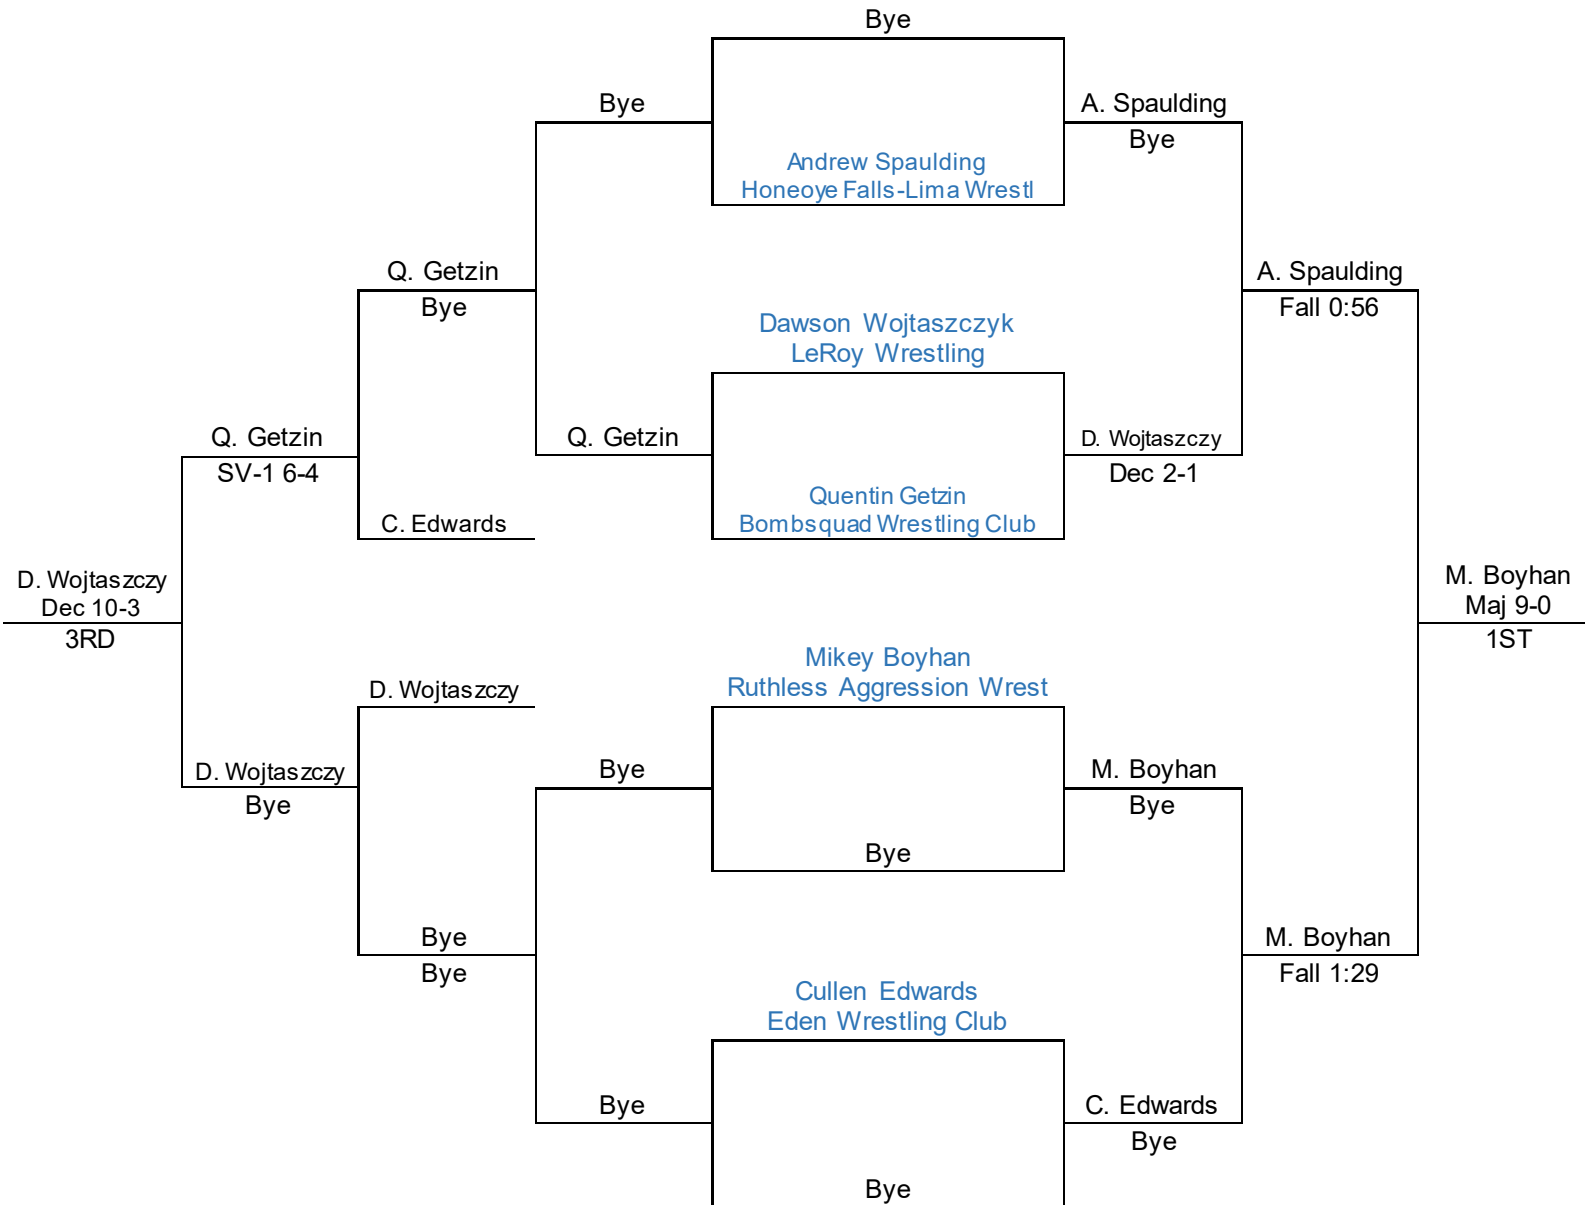 Bye
Bye
A. Spaulding
Bye
Andrew Spaulding
Honeoye Falls-Lima Wrestl
Q. Getzin
Bye
A. Spaulding
Fall 0:56
Dawson Wojtaszczyk
LeRoy Wrestling
Q. Getzin
SV-1 6-4
Q. Getzin
D. Wojtaszczy
Dec 2-1
Quentin Getzin
Bombsquad Wrestling Club
C. Edwards
D. Wojtaszczy
Dec 10-3
3RD
M. Boyhan
Maj 9-0
1ST
Mikey Boyhan
Ruthless Aggression Wrest
D. Wojtaszczy
D. Wojtaszczy
Bye
Bye
M. Boyhan
Bye
Bye
Bye
Bye
M. Boyhan
Fall 1:29
Cullen Edwards
Eden Wrestling Club
Bye
C. Edwards
Bye
Bye